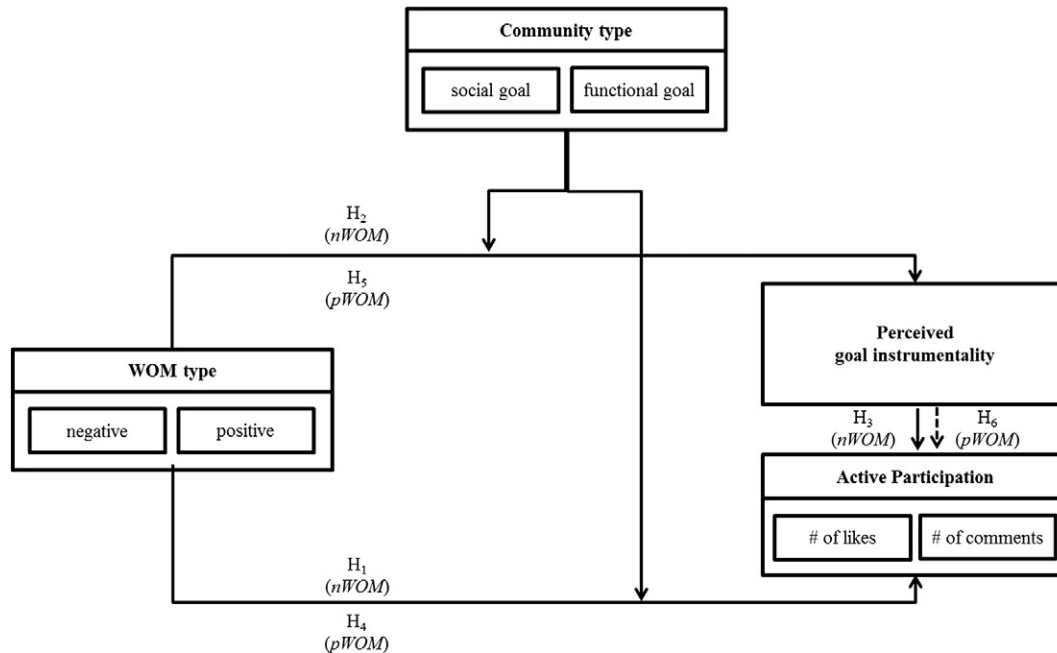 Community type
social goal
functional goal
H₂
(nWOM)
H₅
(pWOM)
Perceived
goal instrumentality
WOM type
negative
positive
H₃
(nWOM)
H₆
(pWOM)
Active Participation
# of likes
# of comments
H₁
(nWOM)
H₄
(pWOM)